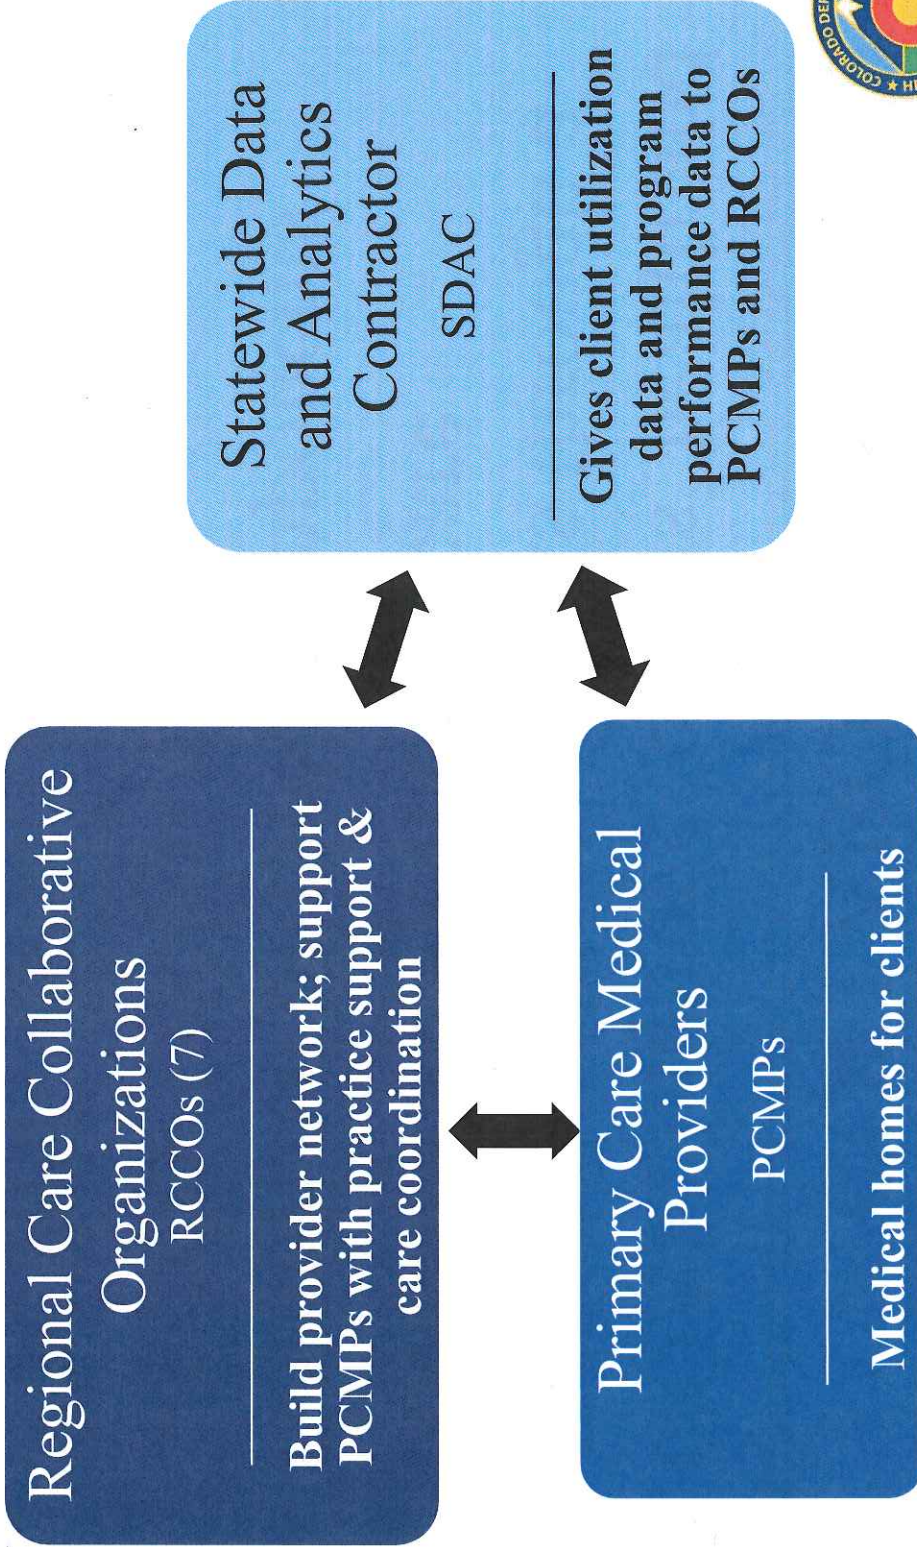 Regional Care Collaborative
Organizations
RCCOs (7)
Build provider network; support
PCMPs with practice support &
care coordination
Statewide Data
and Analytics
Contractor
SDAC
Gives client utilization
data and program
performance data to
PCMPs and RCCOs
Primary Care Medical
Providers
PCMPs
Medical homes for clients
COLORADO